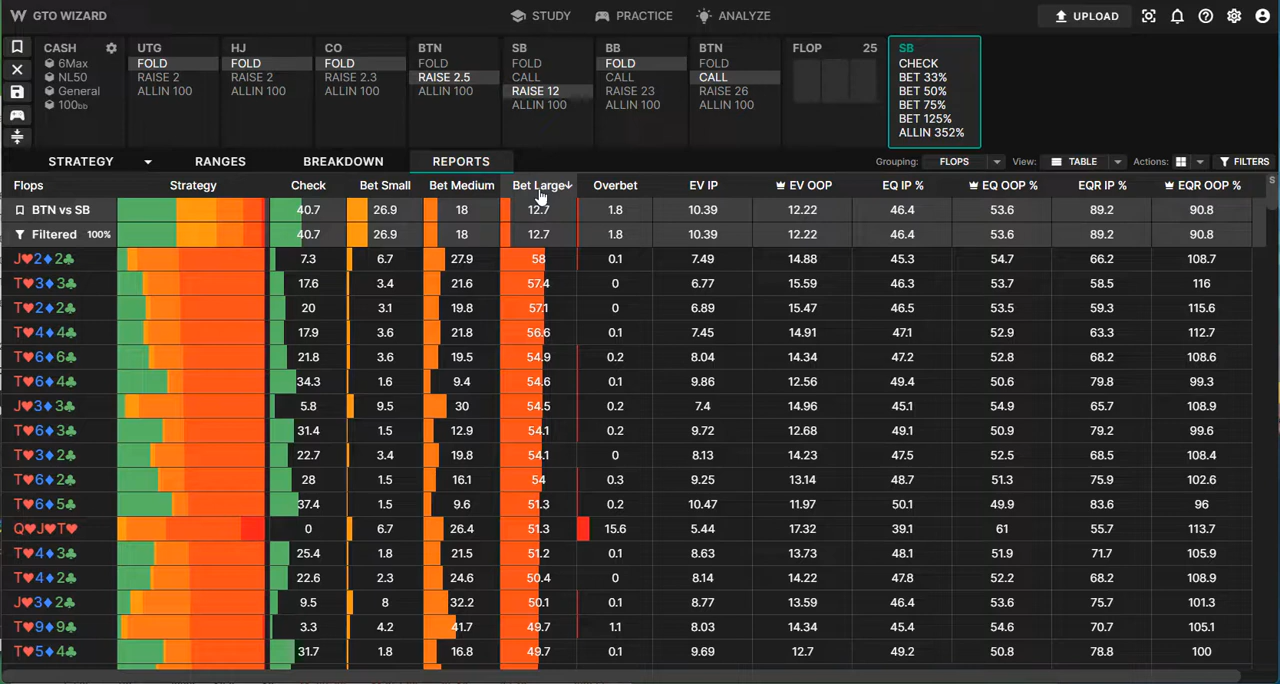 GTO WIZARD STUDY PRACTICE ANALYZE UPLOAD
CASH UTG HJ CO BTN SB BB BTN FLOP 25 SB
6Max FOLD FOLD FOLD FOLD FOLD FOLD FOLD CHECK
NL50 RAISE 2 RAISE 2 RAISE 2.3 RAISE 2.5 CALL CALL CALL BET 33%
General ALLIN 100 ALLIN 100 ALLIN 100 ALLIN 100 RAISE 12 RAISE 23 RAISE 26 BET 50%
100bb ALLIN 100 ALLIN 100 ALLIN 100 BET 75%
BET 125%
ALLIN 352%
STRATEGY RANGES BREAKDOWN REPORTS Grouping: FLOPS View: TABLE Actions: FILTERS
Flops Strategy Check Bet Small Bet Medium Bet Large↓ Overbet EV IP EV OOP EQ IP % EQ OOP % EQR IP % EQR OOP % S
BTN vs SB 40.7 26.9 18 12.7 1.8 10.39 12.22 46.4 53.6 89.2 90.8
Filtered 100% 40.7 26.9 18 12.7 1.8 10.39 12.22 46.4 53.6 89.2 90.8
J♥2♦2♣ 7.3 6.7 27.9 58 0.1 7.49 14.88 45.3 54.7 66.2 108.7
T♥3♦3♣ 17.6 3.4 21.6 57.4 0 6.77 15.59 46.3 53.7 58.5 116
T♥2♦2♣ 20 3.1 19.8 57.1 0 6.89 15.47 46.5 53.5 59.3 115.6
T♥4♦4♣ 17.9 3.6 21.8 56.6 0.1 7.45 14.91 47.1 52.9 63.3 112.7
T♥6♦6♣ 21.8 3.6 19.5 54.9 0.2 8.04 14.34 47.2 52.8 68.2 108.6
T♥6♦4♣ 34.3 1.6 9.4 54.6 0.1 9.86 12.56 49.4 50.6 79.8 99.3
J♥3♦3♣ 5.8 9.5 30 54.5 0.2 7.4 14.96 45.1 54.9 65.7 108.9
T♥6♦3♣ 31.4 1.5 12.9 54.1 0.2 9.72 12.68 49.1 50.9 79.2 99.6
T♥3♦2♣ 22.7 3.4 19.8 54.1 0 8.13 14.23 47.5 52.5 68.5 108.4
T♥6♦2♣ 28 1.5 16.1 54 0.3 9.25 13.14 48.7 51.3 75.9 102.6
T♥6♦5♣ 37.4 1.5 9.6 51.3 0.2 10.47 11.97 50.1 49.9 83.6 96
Q♥J♥T♥ 0 6.7 26.4 51.3 15.6 5.44 17.32 39.1 61 55.7 113.7
T♥4♦3♣ 25.4 1.8 21.5 51.2 0.1 8.63 13.73 48.1 51.9 71.7 105.9
T♥4♦2♣ 22.6 2.3 24.6 50.4 0 8.14 14.22 47.8 52.2 68.2 108.9
J♥3♦2♣ 9.5 8 32.2 50.1 0.1 8.77 13.59 46.4 53.6 75.7 101.3
T♥9♦9♣ 3.3 4.2 41.7 49.7 1.1 8.03 14.34 45.4 54.6 70.7 105.1
T♥5♦4♣ 31.7 1.8 16.8 49.7 0.1 9.69 12.7 49.2 50.8 78.8 100